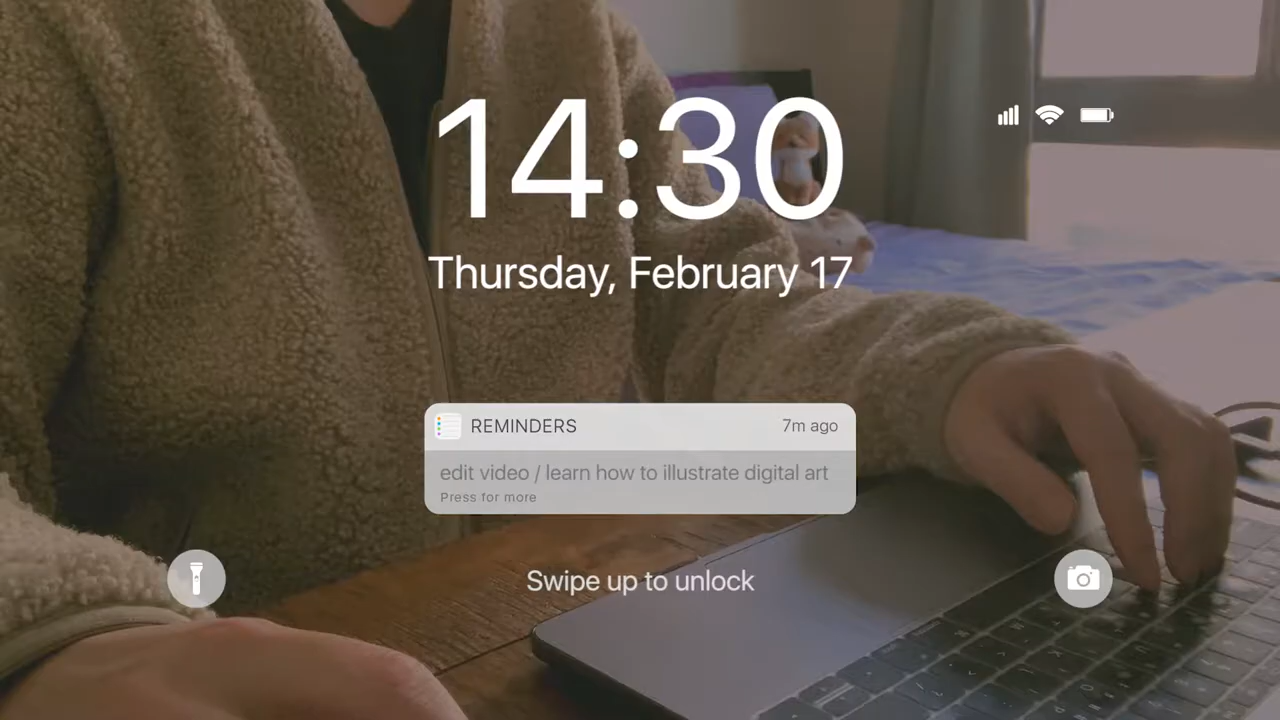 14:30
Thursday, February 17
REMINDERS 7m ago
edit video / learn how to illustrate digital art
Press for more
Swipe up to unlock